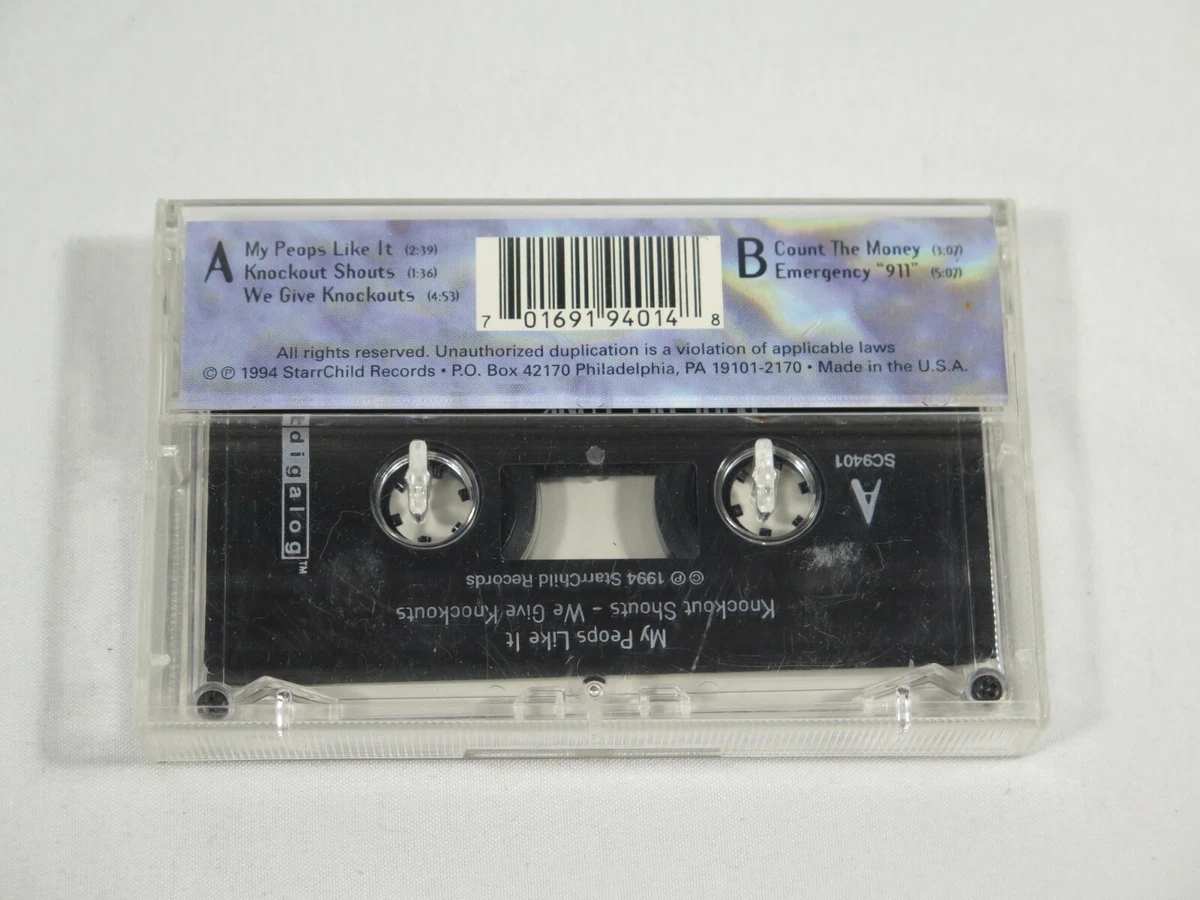 A My Peops Like It (2:39)
Knockout Shouts (1:36)
We Give Knockouts (4:53)
7 01691 94014 8
B Count The Money (3:07)
Emergency "911" (5:07)
All rights reserved. Unauthorized duplication is a violation of applicable laws
© ℗ 1994 StarrChild Records • P.O. Box 42170 Philadelphia, PA 19101-2170 • Made in the U.S.A.
digalog™
SC9401
A
© ℗ 1994 StarrChild Records
Knockout Shouts - We Give Knockouts
My Peops Like It